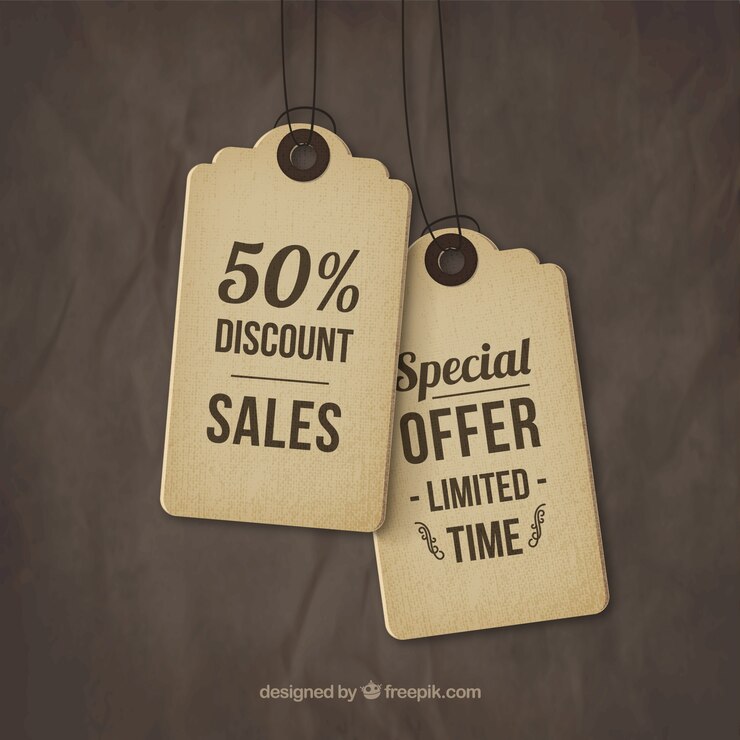 50%
DISCOUNT
SALES
Special
OFFER
- LIMITED -
TIME
designed by freepik.com